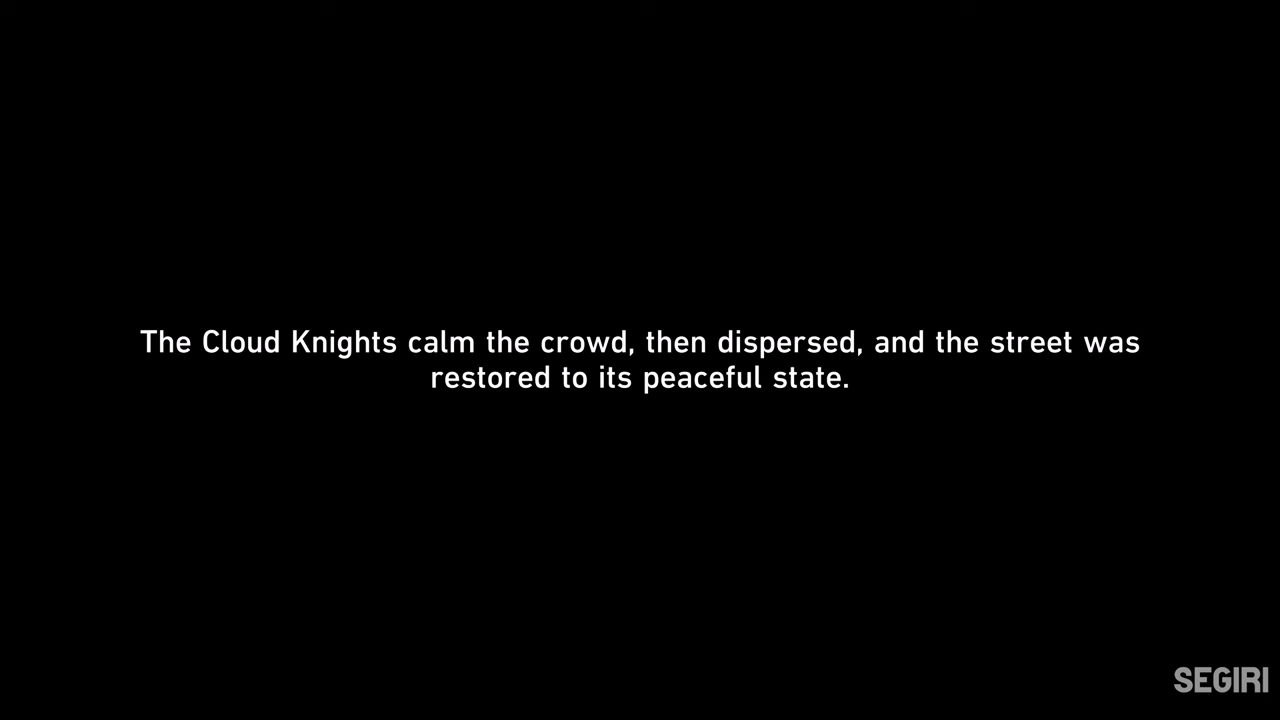 The Cloud Knights calm the crowd, then dispersed, and the street was
restored to its peaceful state.
SEGIRI